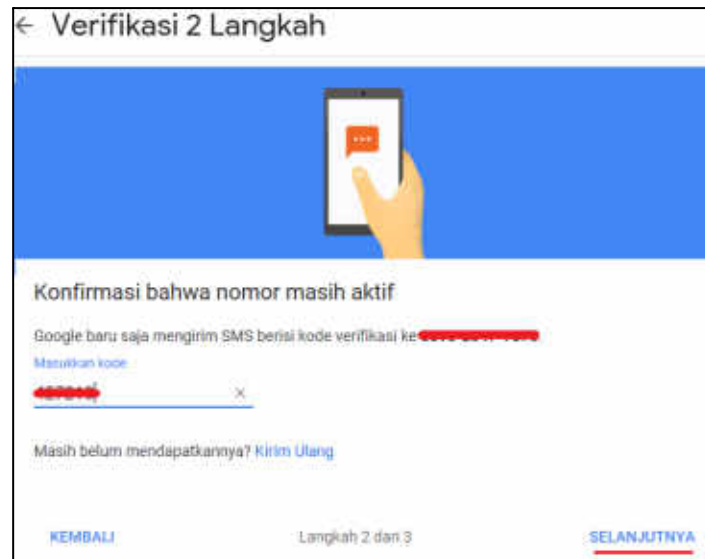 ← Verifikasi 2 Langkah
Konfirmasi bahwa nomor masih aktif
Google baru saja mengirim SMS berisi kode verifikasi ke
Masukkan kode
Masih belum mendapatkannya? Kirim Ulang
KEMBALI Langkah 2 dari 3 SELANJUTNYA